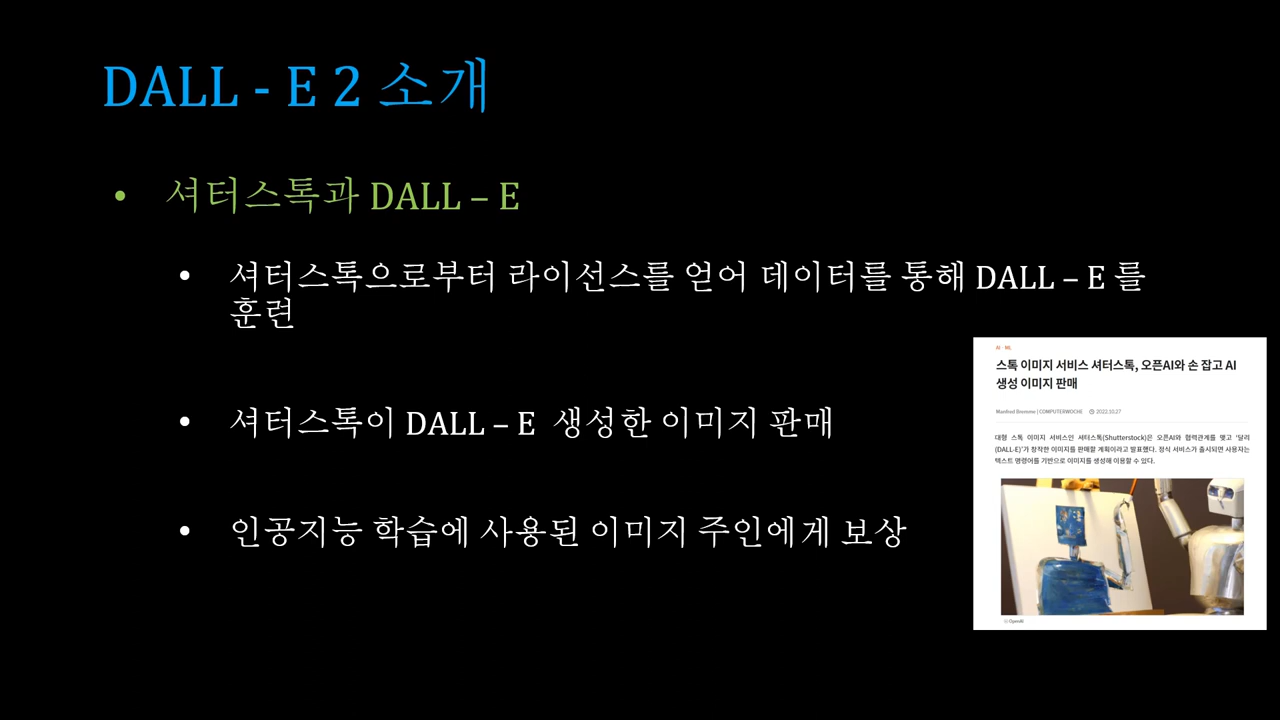 DALL - E 2 소개
• 셔터스톡과 DALL – E
• 셔터스톡으로부터 라이선스를 얻어 데이터를 통해 DALL – E 를
훈련
• 셔터스톡이 DALL – E 생성한 이미지 판매
• 인공지능 학습에 사용된 이미지 주인에게 보상
AI · ML
스톡 이미지 서비스 셔터스톡, 오픈AI와 손 잡고 AI
생성 이미지 판매
Manfred Bremmo | COMPUTERWOCHE 2022.10.27
대형 스톡 이미지 서비스인 셔터스톡(Shutterstock)은 오픈AI와 협력관계를 맺고 '달리
(DALL-E)'가 창작한 이미지를 판매할 계획이라고 발표했다. 정식 서비스가 출시되면 사용자는
텍스트 명령어를 기반으로 이미지를 생성해 이용할 수 있다.
OpenAI